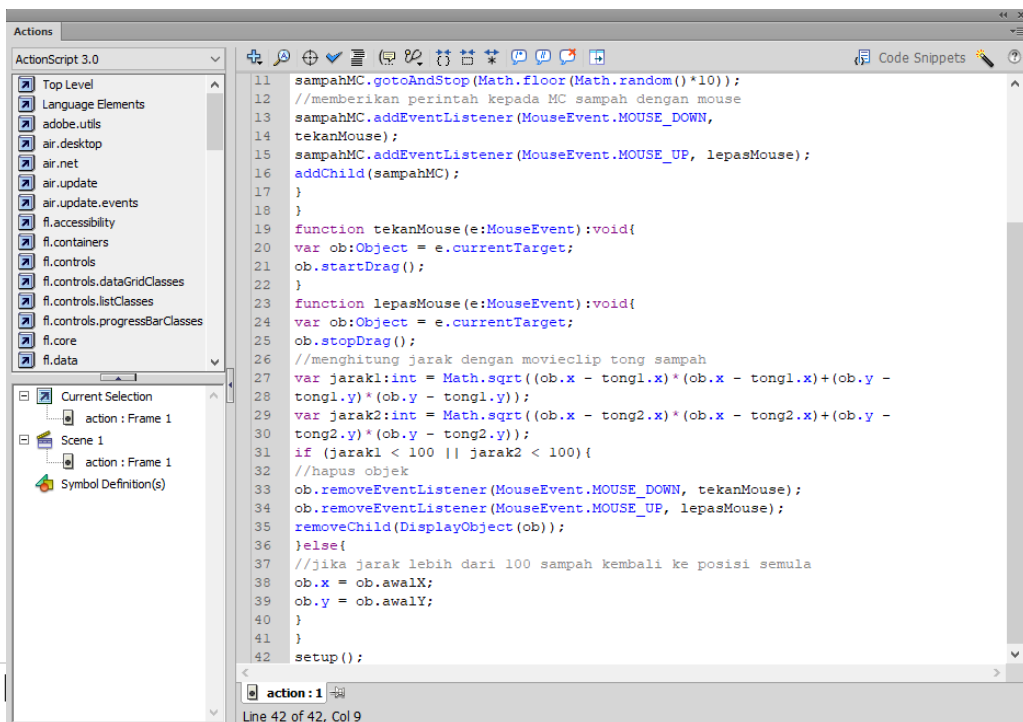 Actions
ActionScript 3.0
Code Snippets
Top Level
Language Elements
adobe.utils
air.desktop
air.net
air.update
air.update.events
fl.accessibility
fl.containers
fl.controls
fl.controls.dataGridClasses
fl.controls.listClasses
fl.controls.progressBarClasses
fl.core
fl.data
Current Selection
action : Frame 1
Scene 1
action : Frame 1
Symbol Definition(s)
11 sampahMC.gotoAndStop(Math.floor(Math.random()*10));
12 //memberikan perintah kepada MC sampah dengan mouse
13 sampahMC.addEventListener(MouseEvent.MOUSE_DOWN,
14 tekanMouse);
15 sampahMC.addEventListener(MouseEvent.MOUSE_UP, lepasMouse);
16 addChild(sampahMC);
17 }
18 }
19 function tekanMouse(e:MouseEvent):void{
20 var ob:Object = e.currentTarget;
21 ob.startDrag();
22 }
23 function lepasMouse(e:MouseEvent):void{
24 var ob:Object = e.currentTarget;
25 ob.stopDrag();
26 //menghitung jarak dengan movieclip tong sampah
27 var jarak1:int = Math.sqrt((ob.x - tong1.x)*(ob.x - tong1.x)+(ob.y -
28 tong1.y)*(ob.y - tong1.y));
29 var jarak2:int = Math.sqrt((ob.x - tong2.x)*(ob.x - tong2.x)+(ob.y -
30 tong2.y)*(ob.y - tong2.y));
31 if (jarak1 < 100 || jarak2 < 100){
32 //hapus objek
33 ob.removeEventListener(MouseEvent.MOUSE_DOWN, tekanMouse);
34 ob.removeEventListener(MouseEvent.MOUSE_UP, lepasMouse);
35 removeChild(DisplayObject(ob));
36 }else{
37 //jika jarak lebih dari 100 sampah kembali ke posisi semula
38 ob.x = ob.awalX;
39 ob.y = ob.awalY;
40 }
41 }
42 setup();
action : 1
Line 42 of 42, Col 9